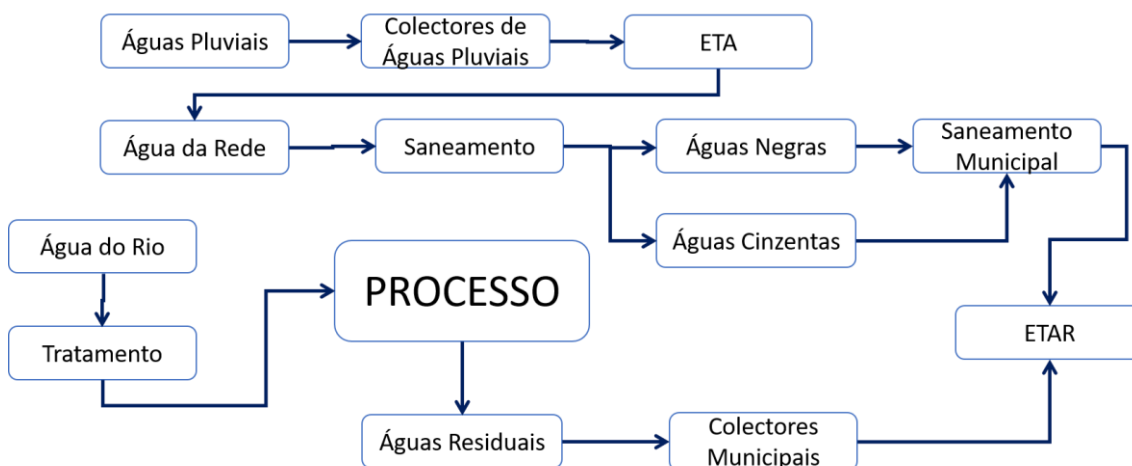 Águas Pluviais
Colectores de
Águas Pluviais
ETA
Água da Rede
Saneamento
Águas Negras
Saneamento
Municipal
Águas Cinzentas
Água do Rio
PROCESSO
Tratamento
ETAR
Águas Residuais
Colectores
Municipais